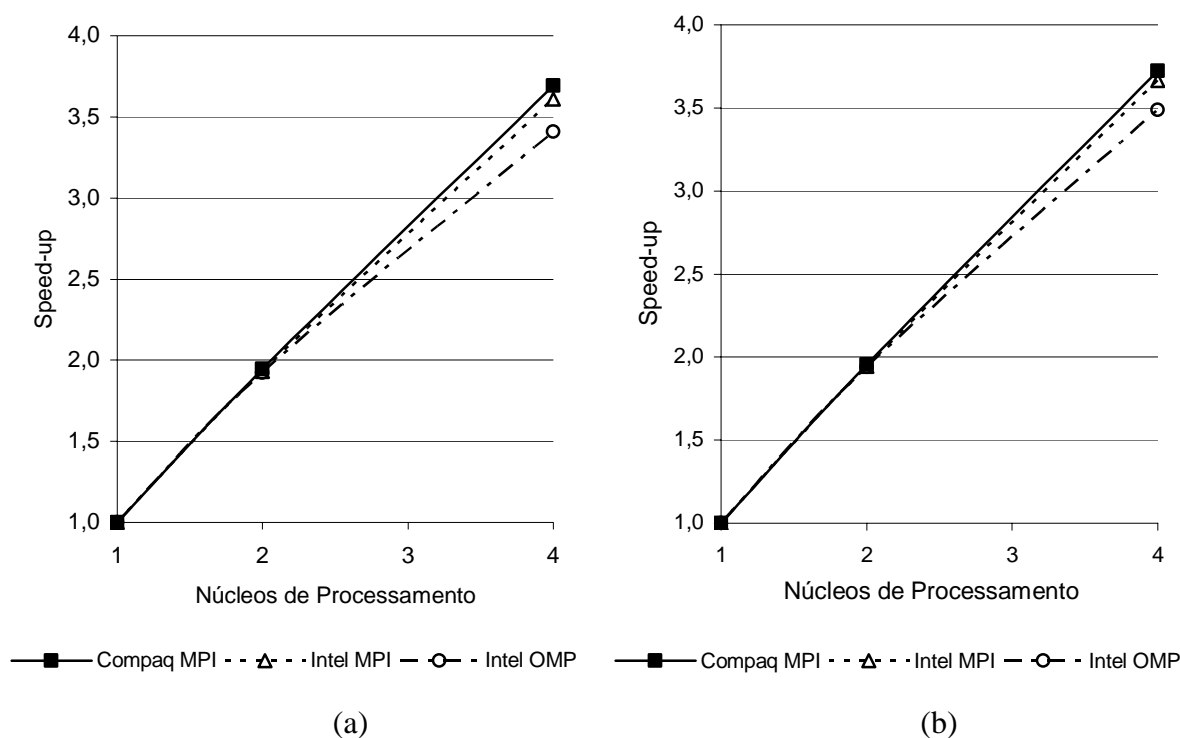 4,0
3,5
3,0
2,5
2,0
1,5
1,0
Speed-up
1 2 3 4
Núcleos de Processamento
Compaq MPI Intel MPI Intel OMP
(a)
4,0
3,5
3,0
2,5
2,0
1,5
1,0
Speed-up
1 2 3 4
Núcleos de Processamento
Compaq MPI Intel MPI Intel OMP
(b)